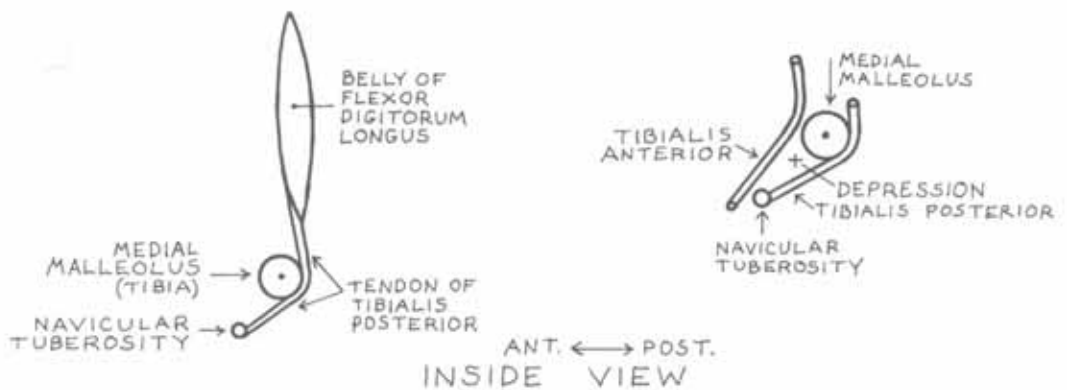 BELLY OF
FLEXOR
DIGITORUM
LONGUS
MEDIAL
MALLEOLUS
(TIBIA)
NAVICULAR
TUBEROSITY
TENDON OF
TIBIALIS
POSTERIOR
MEDIAL
MALLEOLUS
TIBIALIS
ANTERIOR
DEPRESSION
TIBIALIS POSTERIOR
NAVICULAR
TUBEROSITY
ANT. ⟷ POST.
INSIDE VIEW